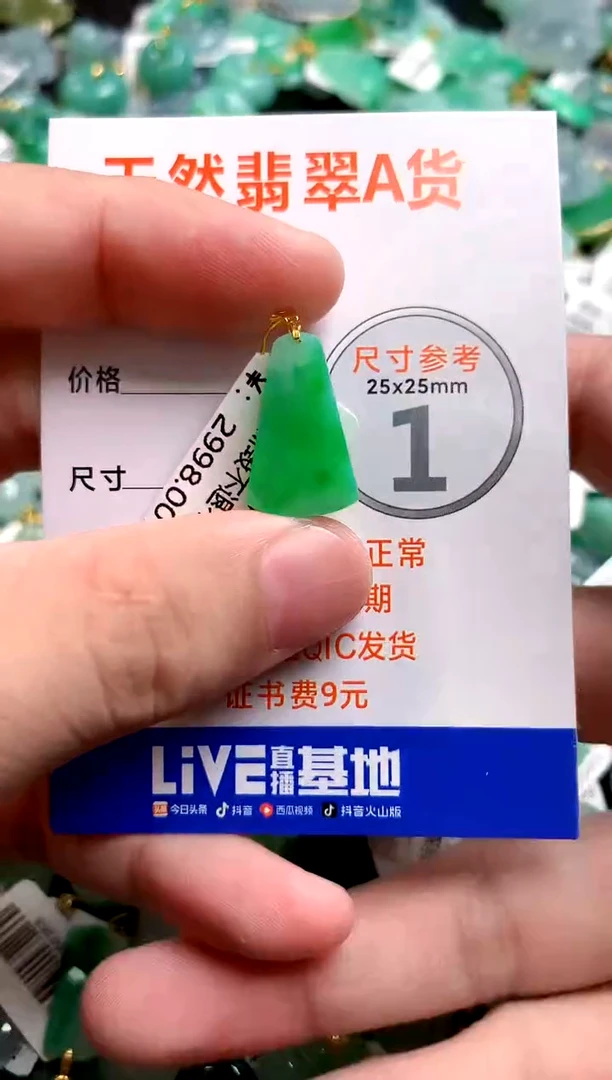 天然翡翠A货
价格
尺寸
2998.00
尺寸参考
25x25mm
1
正常
期
QIC发货
证书费9元
LiVE直播基地
今日头条 抖音 西瓜视频 抖音火山版